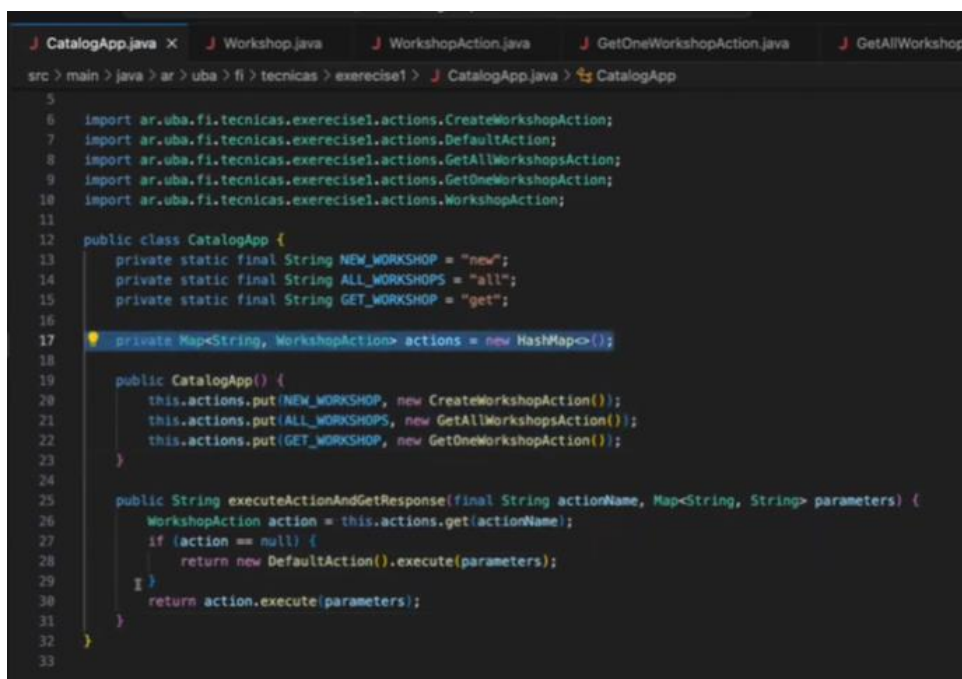 CatalogApp.java × Workshop.java WorkshopAction.java GetOneWorkshopAction.java GetAllWorkshop
src > main > java > ar > uba > fi > tecnicas > exerecise1 > CatalogApp.java > CatalogApp
5
6 import ar.uba.fi.tecnicas.exerecise1.actions.CreateWorkshopAction;
7 import ar.uba.fi.tecnicas.exerecise1.actions.DefaultAction;
8 import ar.uba.fi.tecnicas.exerecise1.actions.GetAllWorkshopsAction;
9 import ar.uba.fi.tecnicas.exerecise1.actions.GetOneWorkshopAction;
10 import ar.uba.fi.tecnicas.exerecise1.actions.WorkshopAction;
11
12 public class CatalogApp {
13 private static final String NEW_WORKSHOP = "new";
14 private static final String ALL_WORKSHOPS = "all";
15 private static final String GET_WORKSHOP = "get";
16
17 private Map<String, WorkshopAction> actions = new HashMap<>();
18
19 public CatalogApp() {
20 this.actions.put(NEW_WORKSHOP, new CreateWorkshopAction());
21 this.actions.put(ALL_WORKSHOPS, new GetAllWorkshopsAction());
22 this.actions.put(GET_WORKSHOP, new GetOneWorkshopAction());
23 }
24
25 public String executeActionAndGetResponse(final String actionName, Map<String, String> parameters) {
26 WorkshopAction action = this.actions.get(actionName);
27 if (action == null) {
28 return new DefaultAction().execute(parameters);
29 }
30 return action.execute(parameters);
31 }
32 }
33